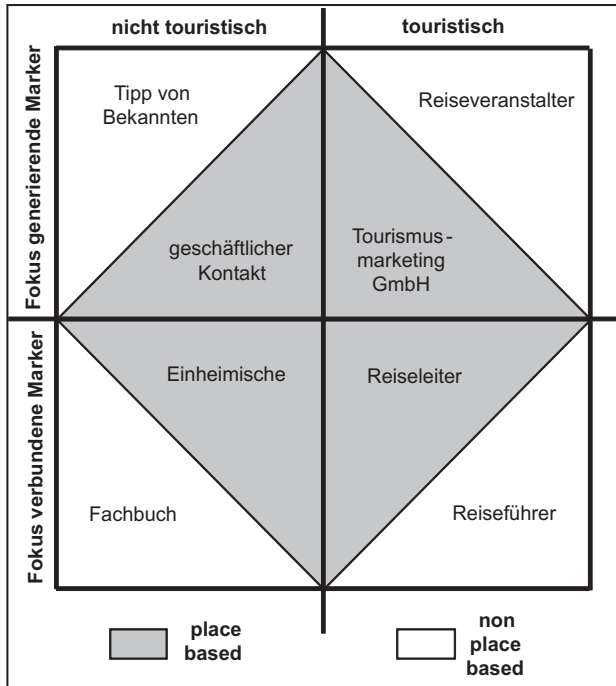 nicht touristisch
touristisch
Fokus generierende Marker
Tipp von
Bekannten
Reiseveranstalter
geschäftlicher
Kontakt
Tourismus-
marketing
GmbH
Fokus verbundene Marker
Einheimische
Reiseleiter
Fachbuch
Reiseführer
place
based
non
place
based